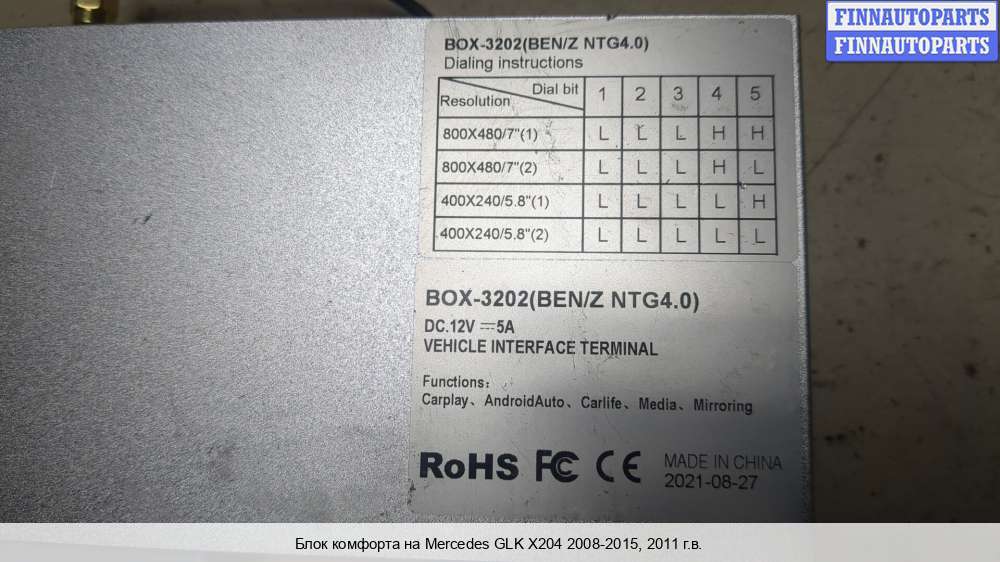 FINNAUTOPARTS
FINNAUTOPARTS
BOX-3202(BEN/Z NTG4.0)
Dialing instructions
Resolution Dial bit 1 2 3 4 5
800X480/7"(1) L L L H H
800X480/7"(2) L L L H L
400X240/5.8"(1) L L L L H
400X240/5.8"(2) L L L L L
BOX-3202(BEN/Z NTG4.0)
DC.12V ⎓5A
VEHICLE INTERFACE TERMINAL
Functions:
Carplay、AndroidAuto、Carlife、Media、Mirroring
RoHS FC CE MADE IN CHINA
2021-08-27
Блок комфорта на Mercedes GLK X204 2008-2015, 2011 г.в.